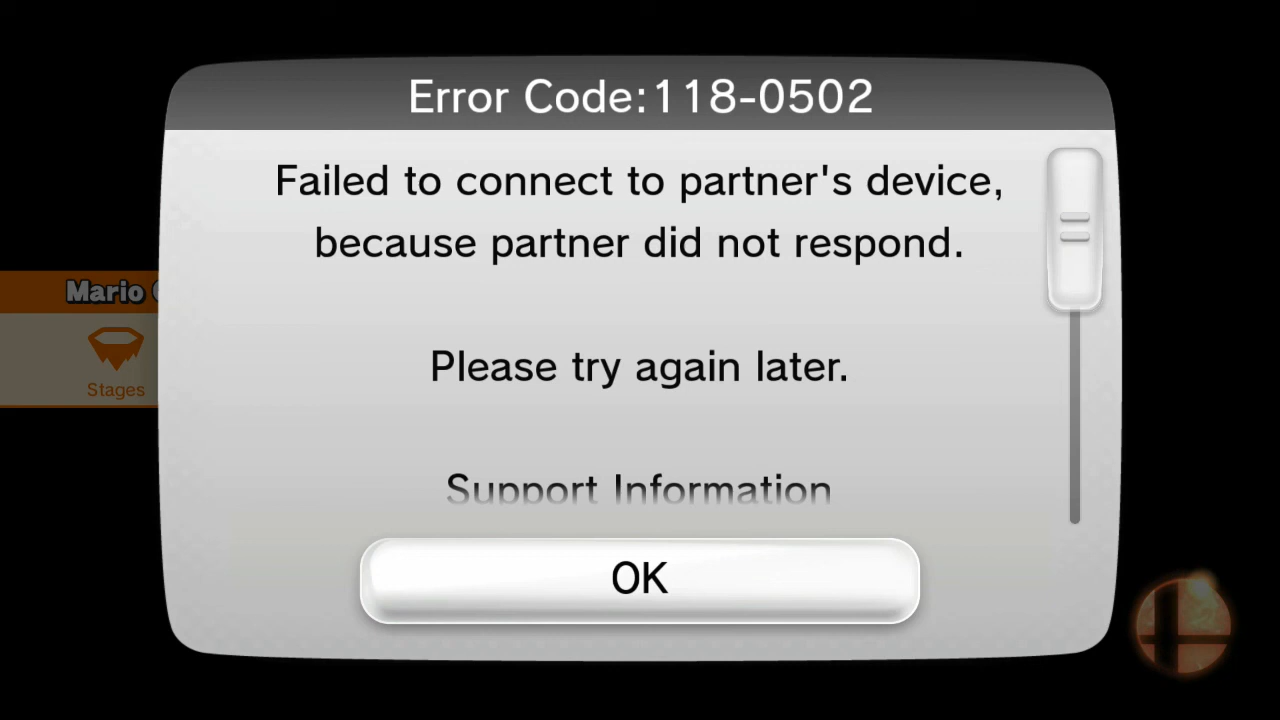 Error Code:118-0502
Failed to connect to partner's device,
because partner did not respond.
Please try again later.
Support Information
OK
Mario
Stages